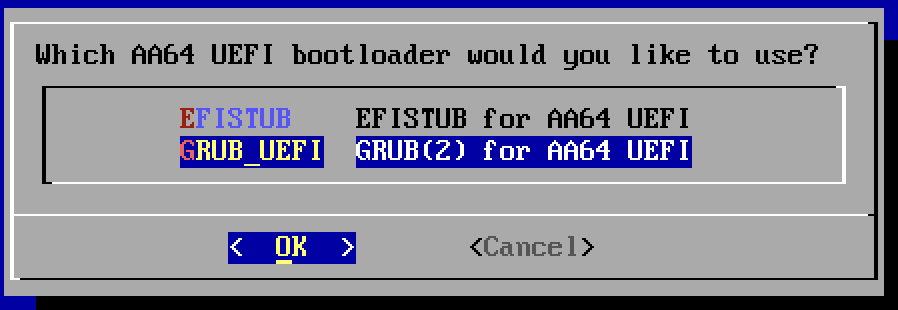 Which AA64 UEFI bootloader would you like to use?
EFISTUB EFISTUB for AA64 UEFI
GRUB_UEFI GRUB(2) for AA64 UEFI
< OK > <Cancel>